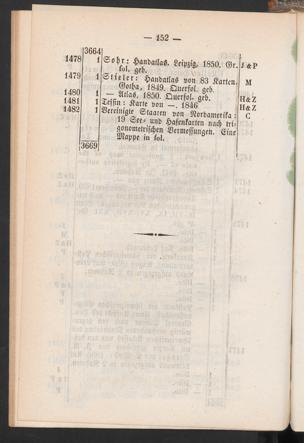 — 152 —
3664
1478 1 Sohr: Handatlas. Leipzig, 1850. Gr. J & P
fol. geb.
1479 1 Stieler: Handatlas von 83 Karten. M
Gotha, 1849. Querfol. geb.
1480 1 — Atlas, 1850. Querfol. geb. H&Z
1481 1 Tessin: Karte von —. 1846 H&Z
1482 1 Vereinigte Staaten von Nordamerika: C
19 See- und Hafenkarten nach tri-
gonometrischen Vermessungen. Eine
Mappe in fol.
3669